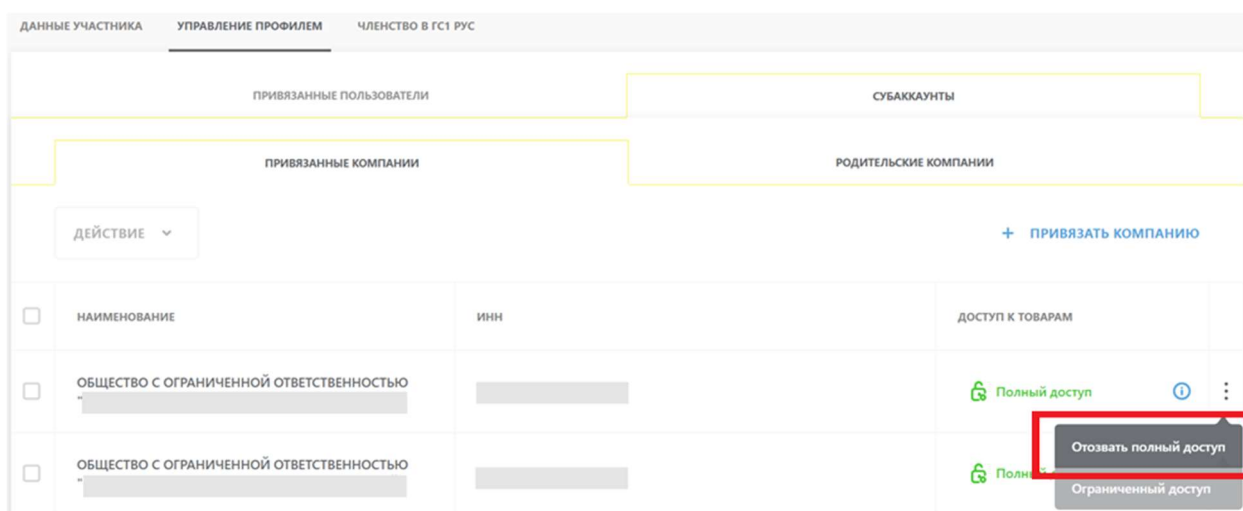 ДАННЫЕ УЧАСТНИКА УПРАВЛЕНИЕ ПРОФИЛЕМ ЧЛЕНСТВО В ГС1 РУС
ПРИВЯЗАННЫЕ ПОЛЬЗОВАТЕЛИ СУБАККАУНТЫ
ПРИВЯЗАННЫЕ КОМПАНИИ РОДИТЕЛЬСКИЕ КОМПАНИИ
ДЕЙСТВИЕ + ПРИВЯЗАТЬ КОМПАНИЮ
НАИМЕНОВАНИЕ ИНН ДОСТУП К ТОВАРАМ
ОБЩЕСТВО С ОГРАНИЧЕННОЙ ОТВЕТСТВЕННОСТЬЮ
"
Полный доступ
Отозвать полный доступ
ОБЩЕСТВО С ОГРАНИЧЕННОЙ ОТВЕТСТВЕННОСТЬЮ
"
Ограниченный доступ